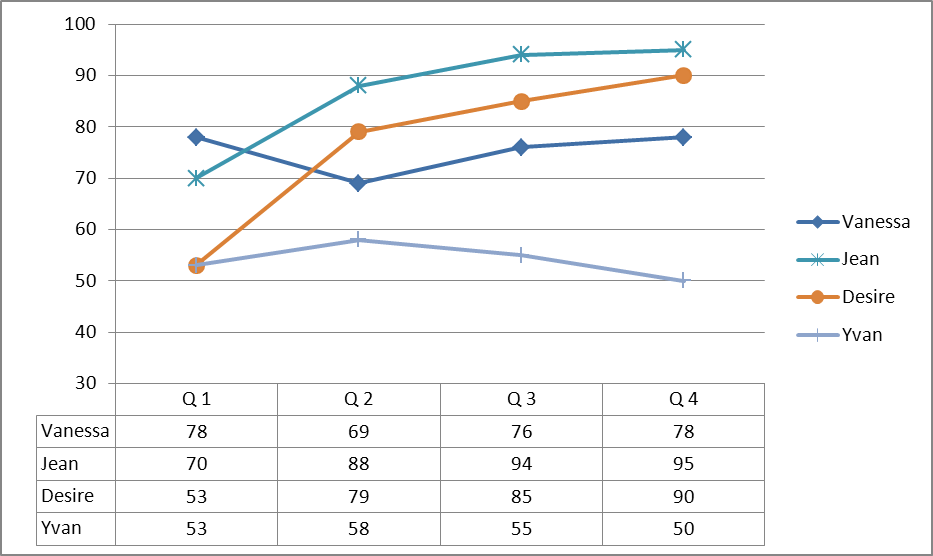 100
90
80
70
60
50
40
30
Vanessa
Jean
Desire
Yvan
Q 1 Q 2 Q 3 Q 4
Vanessa 78 69 76 78
Jean 70 88 94 95
Desire 53 79 85 90
Yvan 53 58 55 50